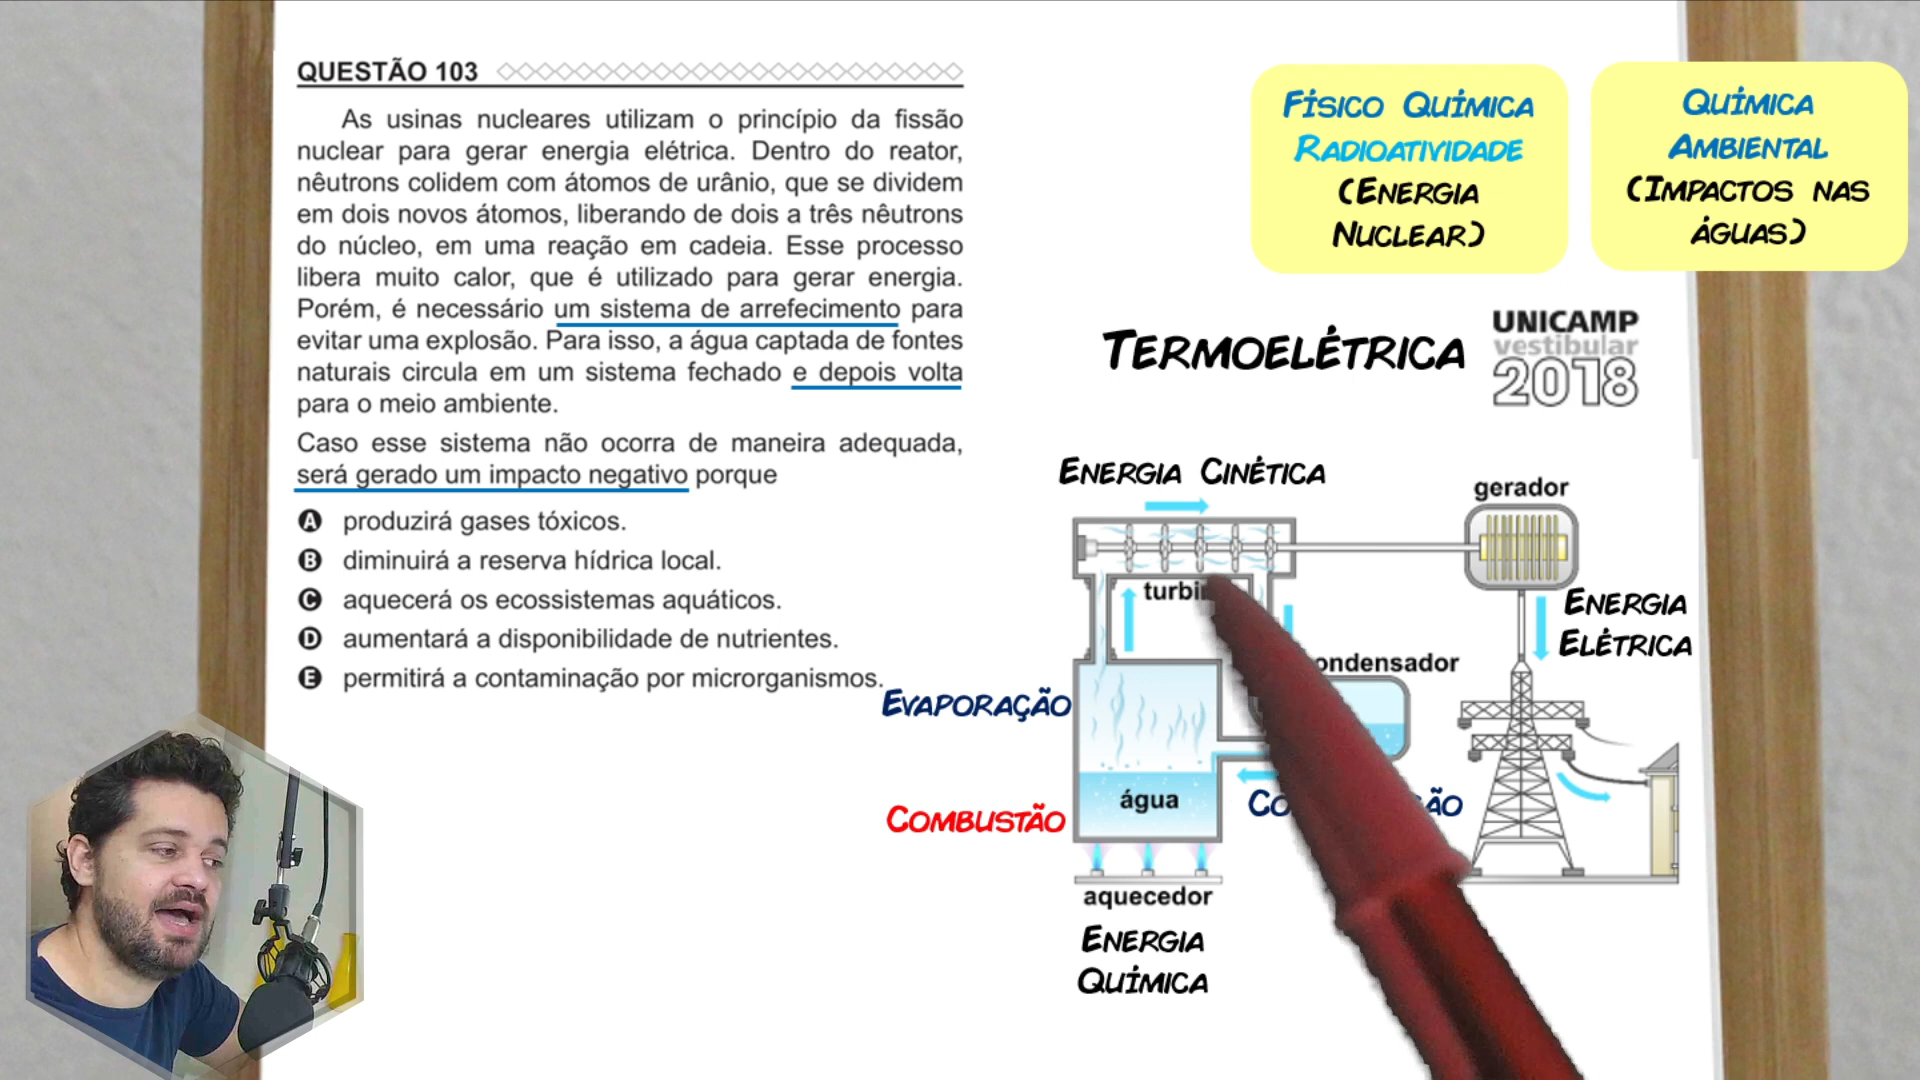 QUESTÃO 103
As usinas nucleares utilizam o princípio da fissão
nuclear para gerar energia elétrica. Dentro do reator,
nêutrons colidem com átomos de urânio, que se dividem
em dois novos átomos, liberando de dois a três nêutrons
do núcleo, em uma reação em cadeia. Esse processo
libera muito calor, que é utilizado para gerar energia.
Porém, é necessário um sistema de arrefecimento para
evitar uma explosão. Para isso, a água captada de fontes
naturais circula em um sistema fechado e depois volta
para o meio ambiente.
Caso esse sistema não ocorra de maneira adequada,
será gerado um impacto negativo porque
A produzirá gases tóxicos.
B diminuirá a reserva hídrica local.
C aquecerá os ecossistemas aquáticos.
D aumentará a disponibilidade de nutrientes.
E permitirá a contaminação por microrganismos.
FÍSICO QUÍMICA
RADIOATIVIDADE
(ENERGIA
NUCLEAR)
QUÍMICA
AMBIENTAL
(IMPACTOS NAS
ÁGUAS)
TERMOELÉTRICA
UNICAMP
vestibular
2018
ENERGIA CINÉTICA
gerador
ENERGIA
ELÉTRICA
EVAPORAÇÃO
água
COMBUSTÃO
aquecedor
ENERGIA
QUÍMICA